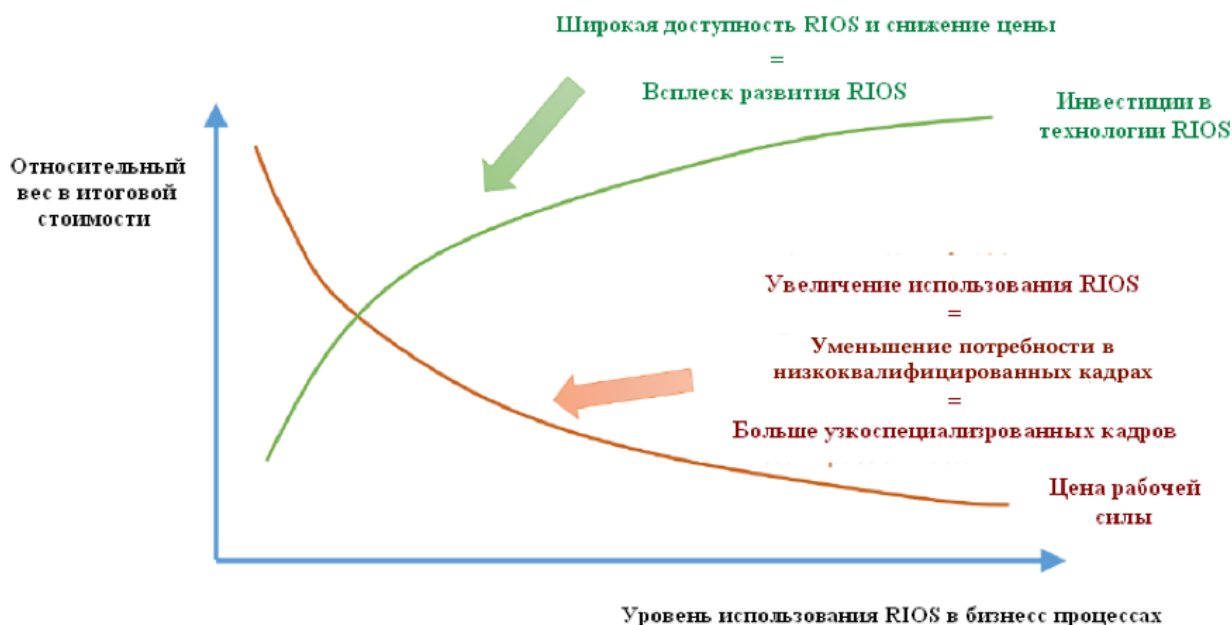 Широкая доступность RIOS и снижение цены
=
Всплеск развития RIOS
Инвестиции в
технологии RIOS
Относительный
вес в итоговой
стоимости
Увеличение использования RIOS
=
Уменьшение потребности в
низкоквалифицированных кадрах
=
Больше узкоспециализрованных кадров
Цена рабочей
силы
Уровень использования RIOS в бизнесс процессах